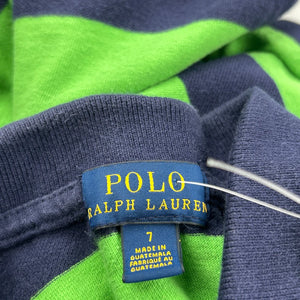 POLO
RALPH LAUREN
7
MADE IN
GUATEMALA
FABRIQUÉ AU
GUATEMALA